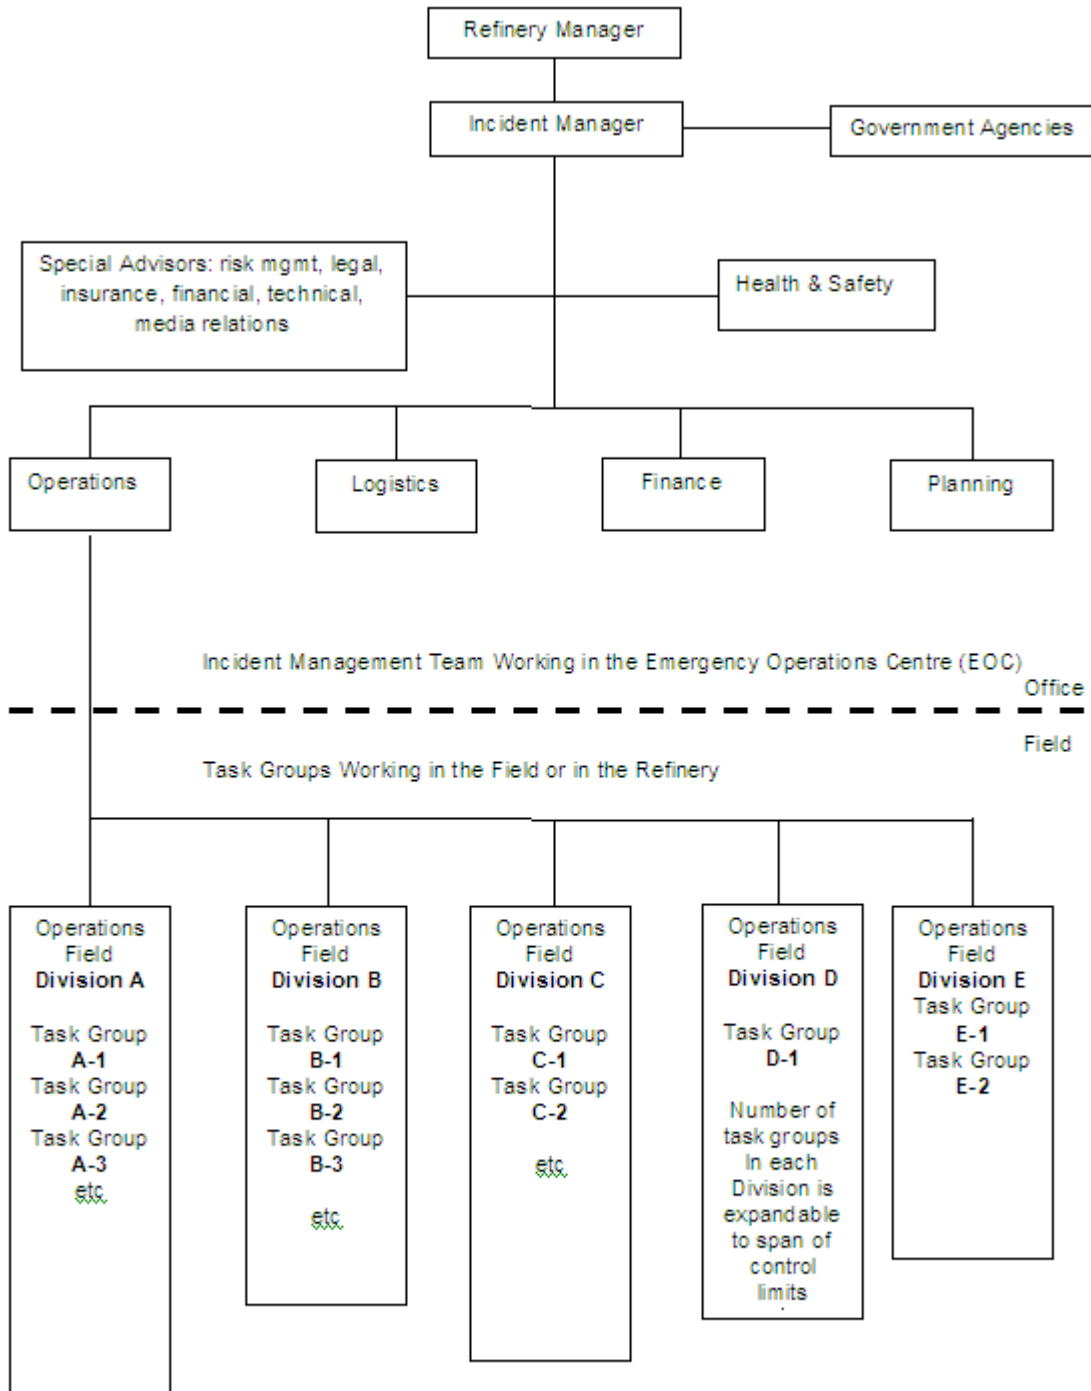 Refinery Manager
Incident Manager
Government Agencies
Special Advisors: risk mgmt, legal,
insurance, financial, technical,
media relations
Health & Safety
Operations
Logistics
Finance
Planning
Incident Management Team Working in the Emergency Operations Centre (EOC)
Office
Field
Task Groups Working in the Field or in the Refinery
Operations
Field
Division A
Task Group
A-1
Task Group
A-2
Task Group
A-3
etc
Operations
Field
Division B
Task Group
B-1
Task Group
B-2
Task Group
B-3
etc
Operations
Field
Division C
Task Group
C-1
Task Group
C-2
etc
Operations
Field
Division D
Task Group
D-1
Number of
task groups
In each
Division is
expandable
to span of
control
limits
.
Operations
Field
Division E
Task Group
E-1
Task Group
E-2